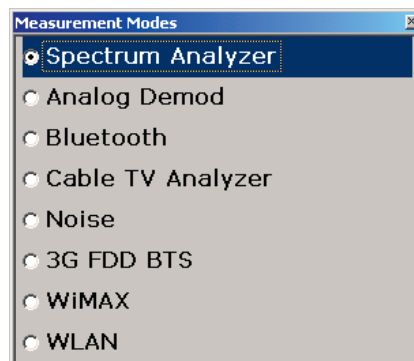 Measurement Modes
Spectrum Analyzer
Analog Demod
Bluetooth
Cable TV Analyzer
Noise
3G FDD BTS
WiMAX
WLAN